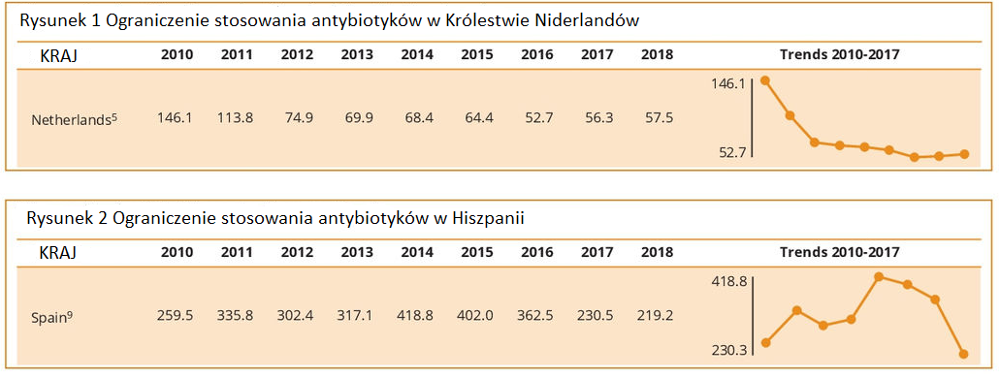 Rysunek 1 Ograniczenie stosowania antybiotyków w Królestwie Niderlandów
KRAJ 2010 2011 2012 2013 2014 2015 2016 2017 2018 Trends 2010-2017
146.1
Netherlands5 146.1 113.8 74.9 69.9 68.4 64.4 52.7 56.3 57.5
52.7
Rysunek 2 Ograniczenie stosowania antybiotyków w Hiszpanii
KRAJ 2010 2011 2012 2013 2014 2015 2016 2017 2018 Trends 2010-2017
418.8
Spain9 259.5 335.8 302.4 317.1 418.8 402.0 362.5 230.5 219.2
230.3